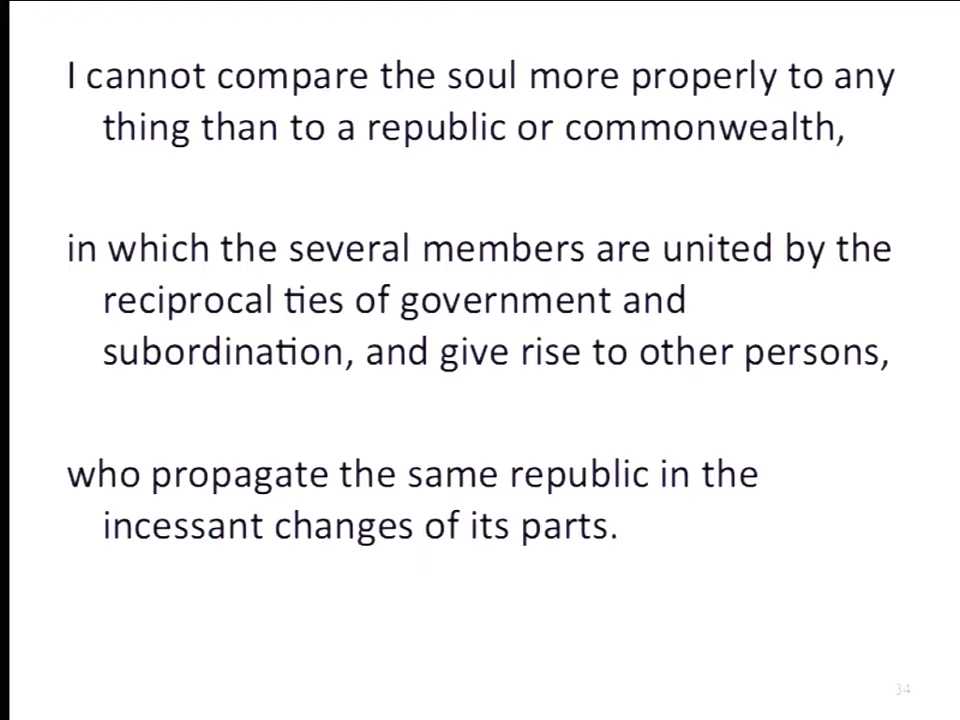 I cannot compare the soul more properly to any
thing than to a republic or commonwealth,
in which the several members are united by the
reciprocal ties of government and
subordination, and give rise to other persons,
who propagate the same republic in the
incessant changes of its parts.
34